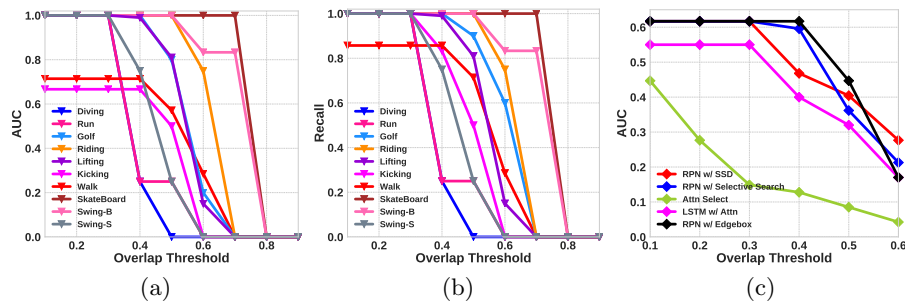 1.0
0.8
0.6
0.4
0.2
0.0
AUC
Diving
Run
Golf
Riding
Lifting
Kicking
Walk
SkateBoard
Swing-B
Swing-S
0.2 0.4 0.6 0.8
Overlap Threshold
(a)
1.0
0.8
0.6
0.4
0.2
0.0
Recall
Diving
Run
Golf
Riding
Lifting
Kicking
Walk
SkateBoard
Swing-B
Swing-S
0.2 0.4 0.6 0.8
Overlap Threshold
(b)
0.6
0.5
0.4
0.3
0.2
0.1
0.0
AUC
RPN w/ SSD
RPN w/ Selective Search
Attn Select
LSTM w/ Attn
RPN w/ Edgebox
0.1 0.2 0.3 0.4 0.5 0.6
Overlap Threshold
(c)